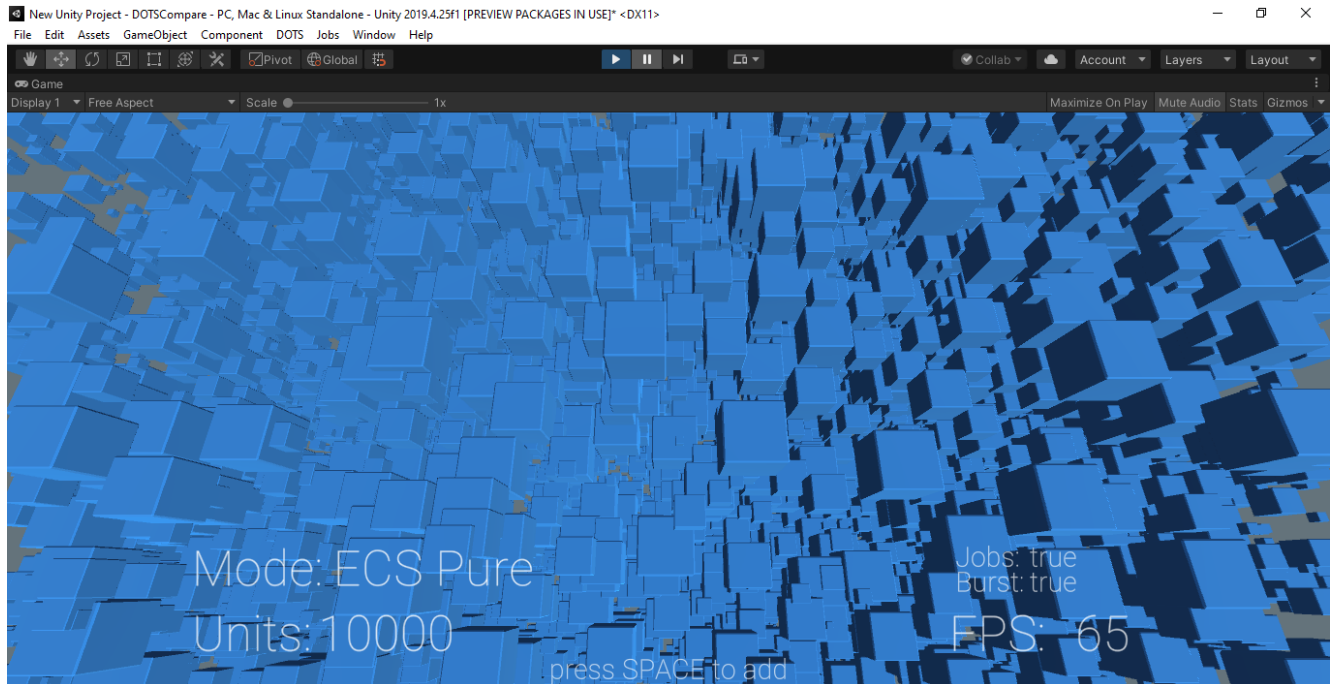 New Unity Project - DOTSCompare - PC, Mac & Linux Standalone - Unity 2019.4.25f1 [PREVIEW PACKAGES IN USE]* <DX11>
File Edit Assets GameObject Component DOTS Jobs Window Help
Pivot Global Collab Account Layers Layout
Game
Display 1 Free Aspect Scale 1x Maximize On Play Mute Audio Stats Gizmos
Mode: ECS Pure Jobs: true
Burst: true
Units: 10000 FPS: 65
press SPACE to add